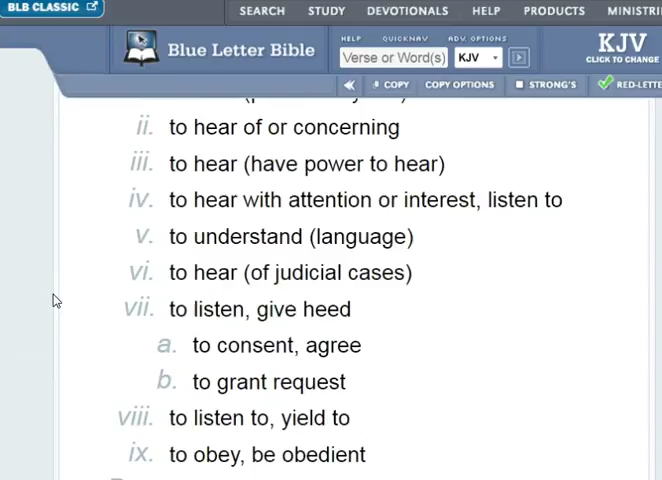 BLB CLASSIC
SEARCH STUDY DEVOTIONALS HELP PRODUCTS MINISTRI
HELP QUICKNAV ADV. OPTIONS
Blue Letter Bible
Verse or Word(s) KJV
KJV
CLICK TO CHANGE
COPY COPY OPTIONS STRONG'S RED-LETTE
ii. to hear of or concerning
iii. to hear (have power to hear)
iv. to hear with attention or interest, listen to
v. to understand (language)
vi. to hear (of judicial cases)
vii. to listen, give heed
a. to consent, agree
b. to grant request
viii. to listen to, yield to
ix. to obey, be obedient